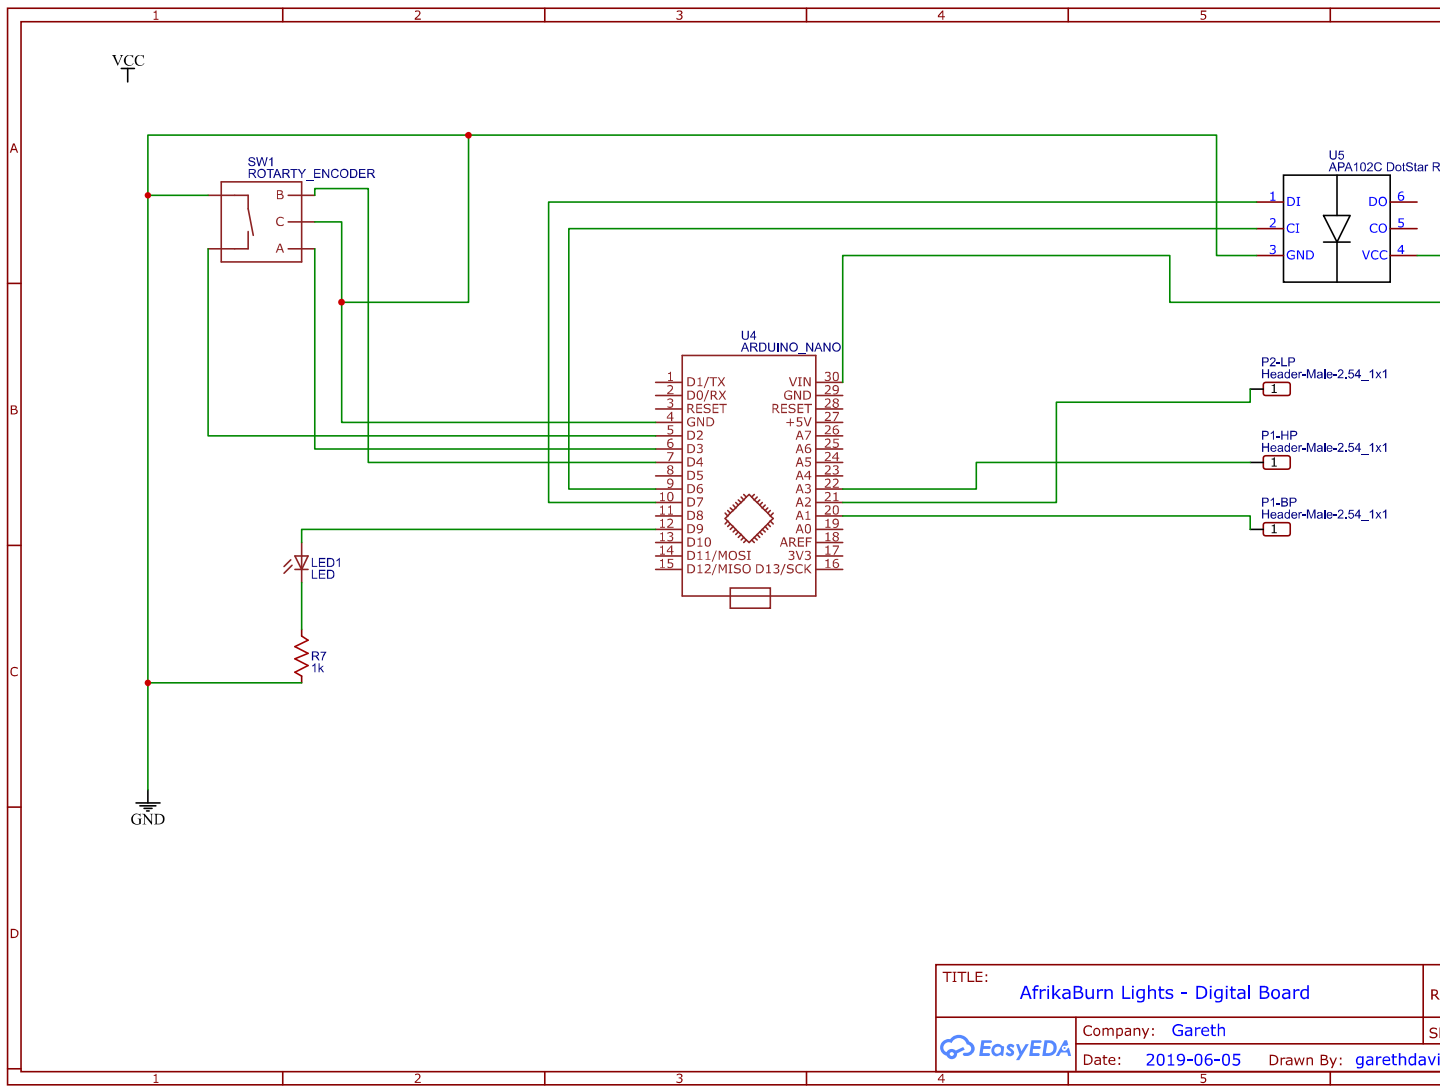 1 2 3 4 5
VCC
A
SW1
ROTARTY_ENCODER
B
C
A
U5
APA102C DotStar R
1 DI
2 CI
3 GND
DO 6
CO 5
VCC 4
U4
ARDUINO_NANO
1 D1/TX
2 D0/RX
3 RESET
4 GND
5 D2
6 D3
7 D4
8 D5
9 D6
10 D7
11 D8
12 D9
13 D10
14 D11/MOSI
15 D12/MISO
VIN 30
GND 29
RESET 28
+5V 27
A7 26
A6 25
A5 24
A4 23
A3 22
A2 21
A1 20
A0 19
AREF 18
3V3 17
D13/SCK 16
B
P2-LP
Header-Male-2.54_1x1
1
P1-HP
Header-Male-2.54_1x1
1
P1-BP
Header-Male-2.54_1x1
1
LED1
LED
C
R7
1k
GND
D
TITLE:
AfrikaBurn Lights - Digital Board
R
EasyEDA
Company: Gareth
Date: 2019-06-05 Drawn By: garethdavi
1 2 3 4 5